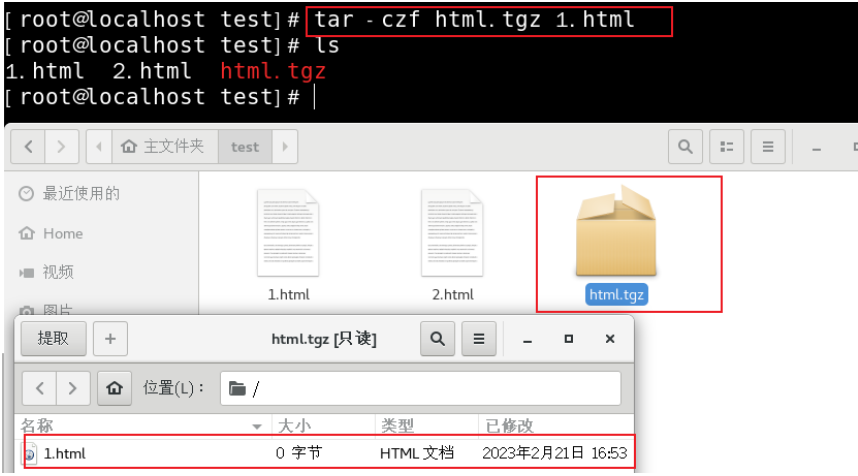 [root@localhost test]# tar -czf html.tgz 1.html
[root@localhost test]# ls
1.html 2.html html.tgz
[root@localhost test]#
主文件夹 test
最近使用的
Home
视频
图片
1.html 2.html html.tgz
提取 + html.tgz [只读]
位置(L): /
名称 大小 类型 已修改
1.html 0 字节 HTML 文档 2023年2月21日 16:53